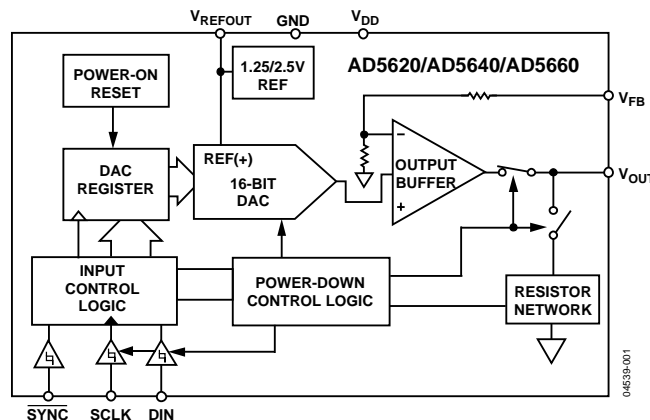 VREFOUT GND VDD
POWER-ON
RESET
1.25/2.5V
REF
AD5620/AD5640/AD5660
VFB
DAC
REGISTER
REF(+)
16-BIT
DAC
–
OUTPUT
BUFFER
+
VOUT
INPUT
CONTROL
LOGIC
POWER-DOWN
CONTROL LOGIC
RESISTOR
NETWORK
SYNC SCLK DIN
04539-001